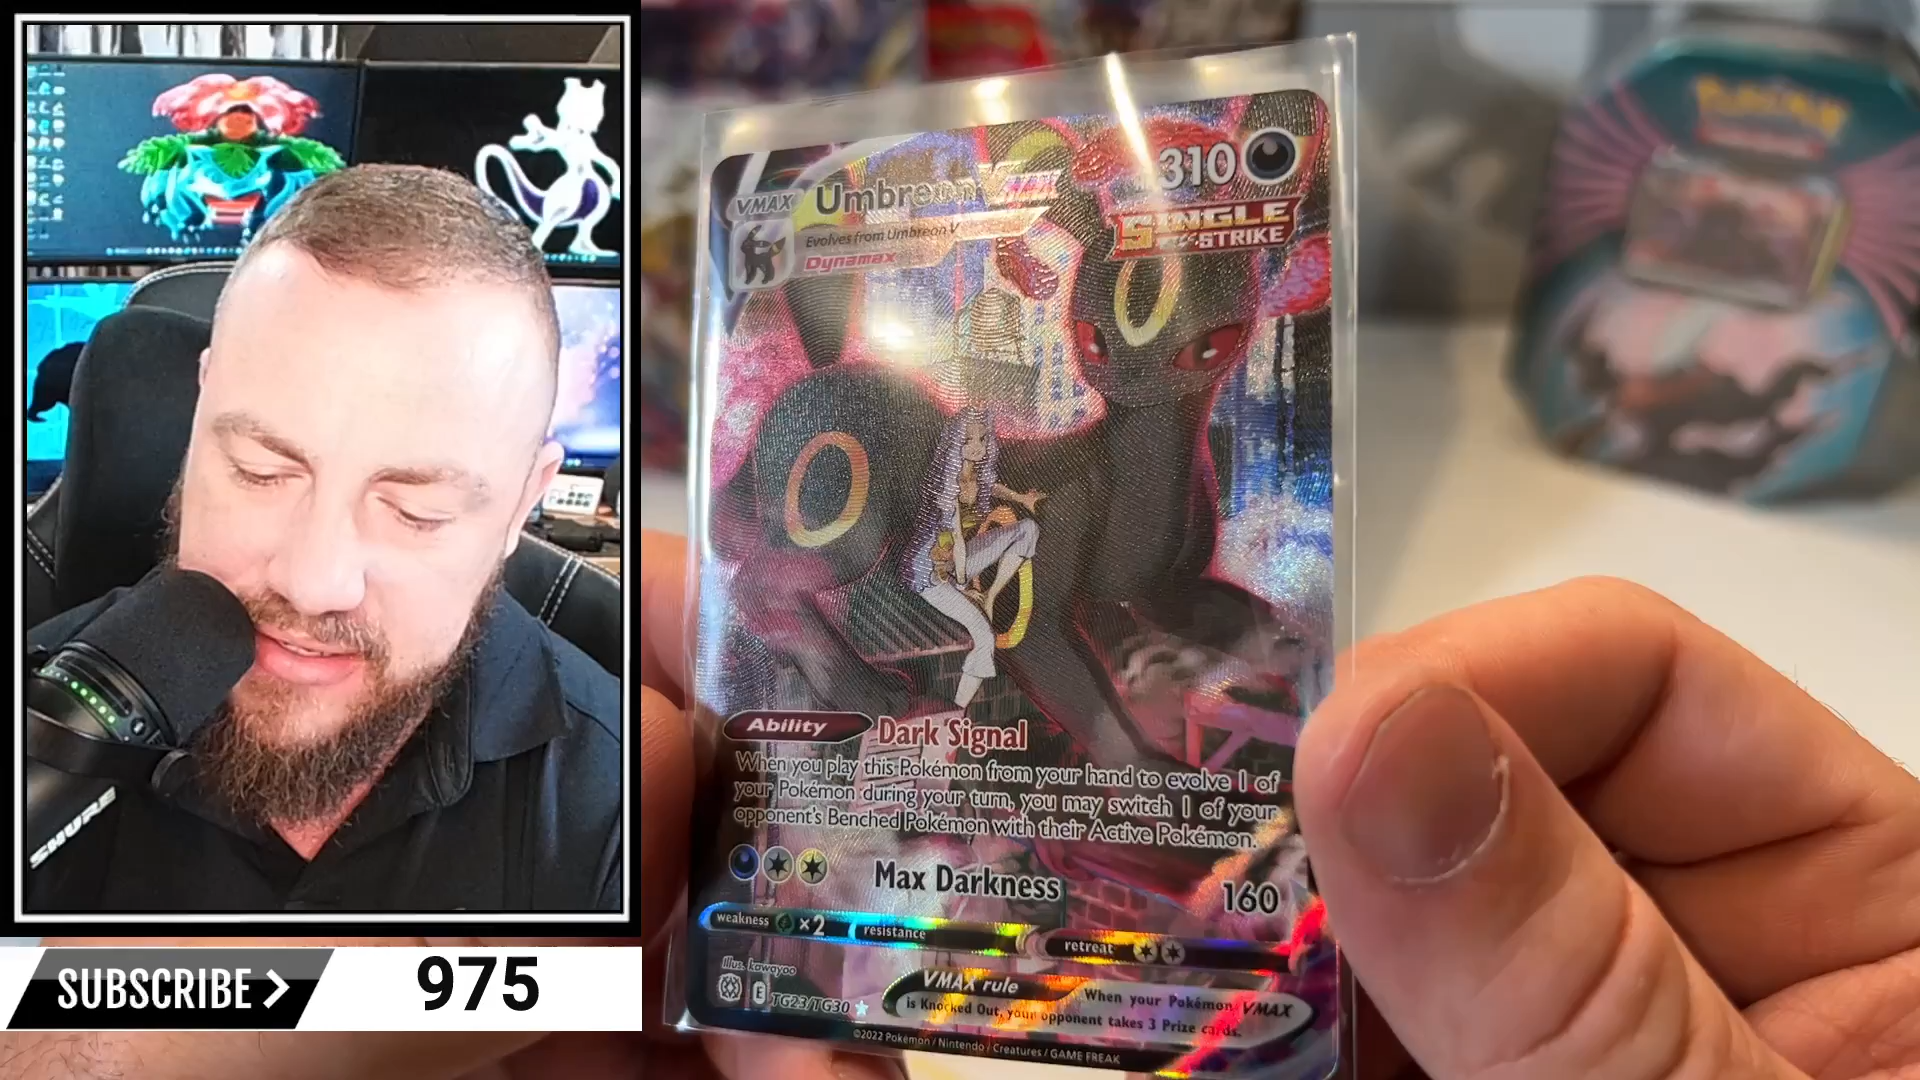 SHURE
SUBSCRIBE
975
Pokémon
VMAX Umbreon VMAX 310
Evolves from Umbreon V
Dynamax
SINGLE
STRIKE
Ability Dark Signal
When you play this Pokémon from your hand to evolve 1 of
your Pokémon during your turn, you may switch 1 of your
opponent's Benched Pokémon with their Active Pokémon.
Max Darkness 160
weakness ×2 resistance retreat
Illus. kawayoo
E TG23/TG30
VMAX rule When your Pokémon VMAX
is Knocked Out, your opponent takes 3 Prize cards.
©2022 Pokémon / Nintendo / Creatures / GAME FREAK